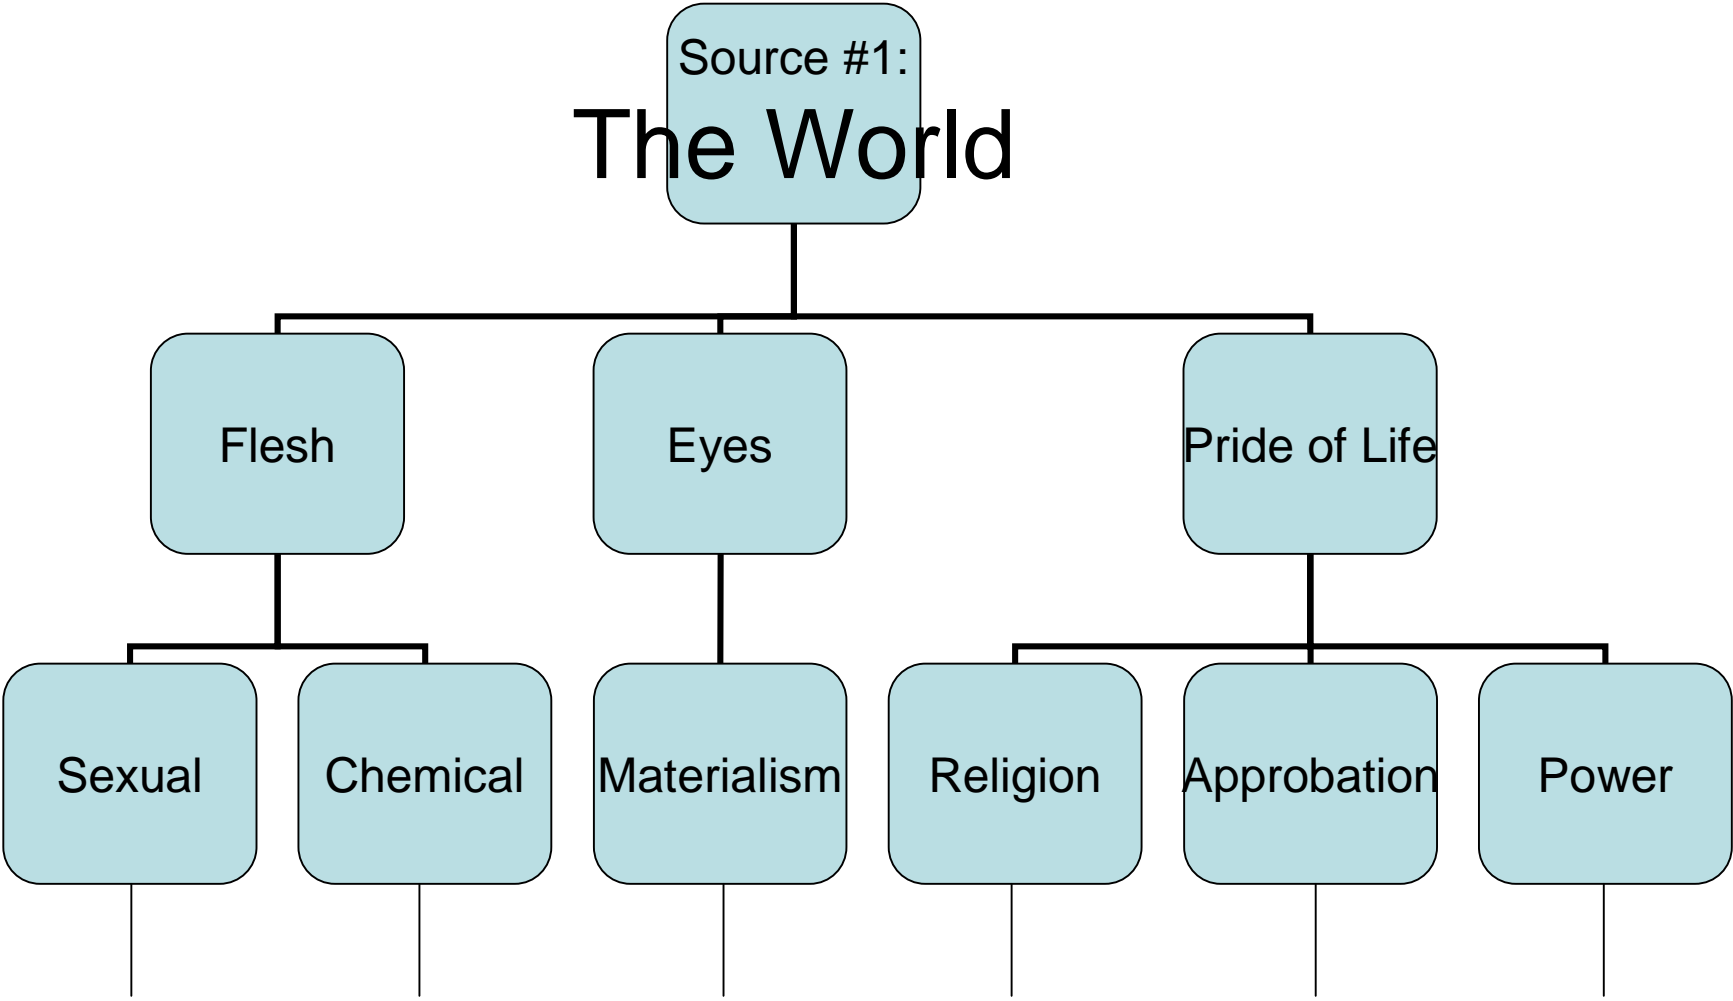 Source #1:
The World
Flesh
Eyes
Pride of Life
Sexual
Chemical
Materialism
Religion
Approbation
Power